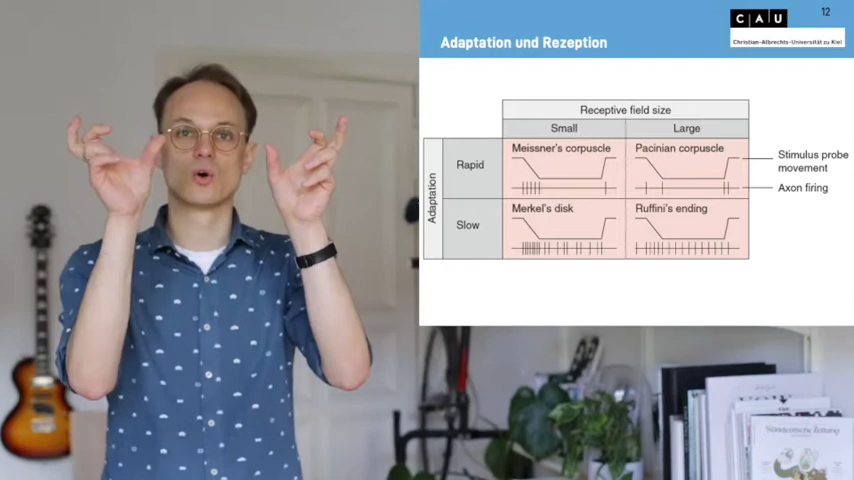 12
CAU
Christian-Albrechts-Universität zu Kiel
Adaptation und Rezeption
Receptive field size
Small Large
Adaptation
Rapid
Meissner's corpuscle
Pacinian corpuscle
Stimulus probe
movement
Axon firing
Slow
Merkel's disk
Ruffini's ending
Süddeutsche Zeitung